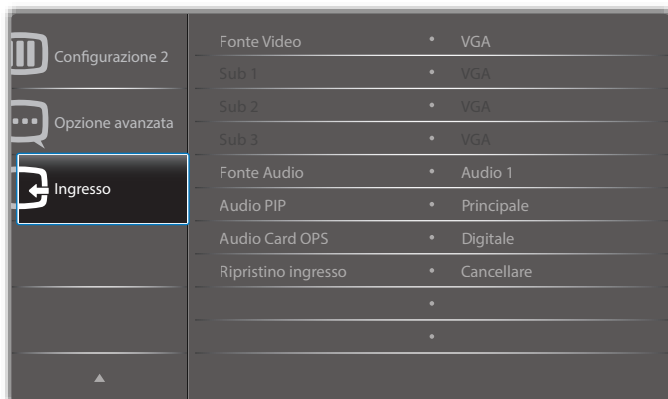 Configurazione 2
Opzione avanzata
Ingresso
Fonte Video • VGA
Sub 1 • VGA
Sub 2 • VGA
Sub 3 • VGA
Fonte Audio • Audio 1
Audio PIP • Principale
Audio Card OPS • Digitale
Ripristino ingresso • Cancellare
•
•